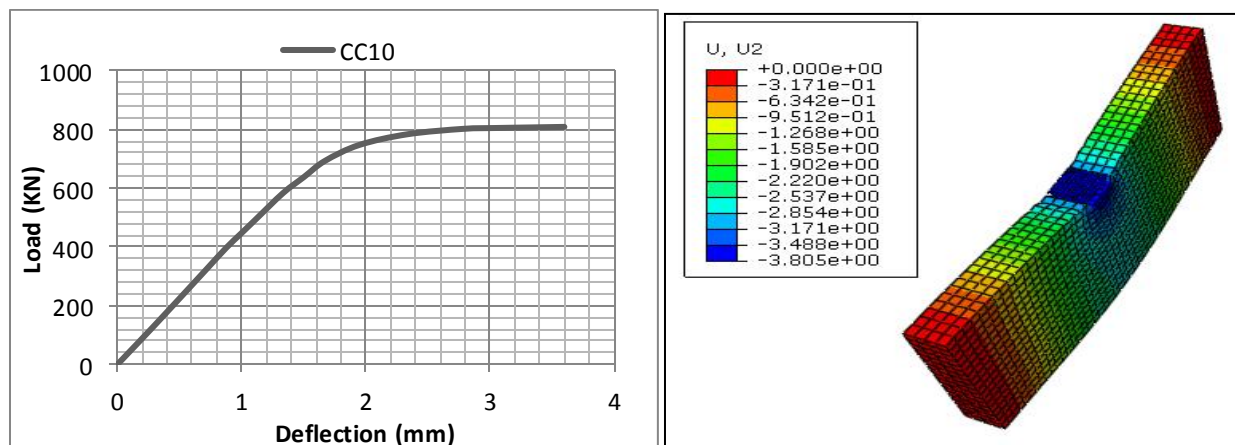 CC10
1000
800
600
400
200
0
Load (KN)
0 1 2 3 4
Deflection (mm)
U, U2
+0.000e+00
-3.171e-01
-6.342e-01
-9.512e-01
-1.268e+00
-1.585e+00
-1.902e+00
-2.220e+00
-2.537e+00
-2.854e+00
-3.171e+00
-3.488e+00
-3.805e+00